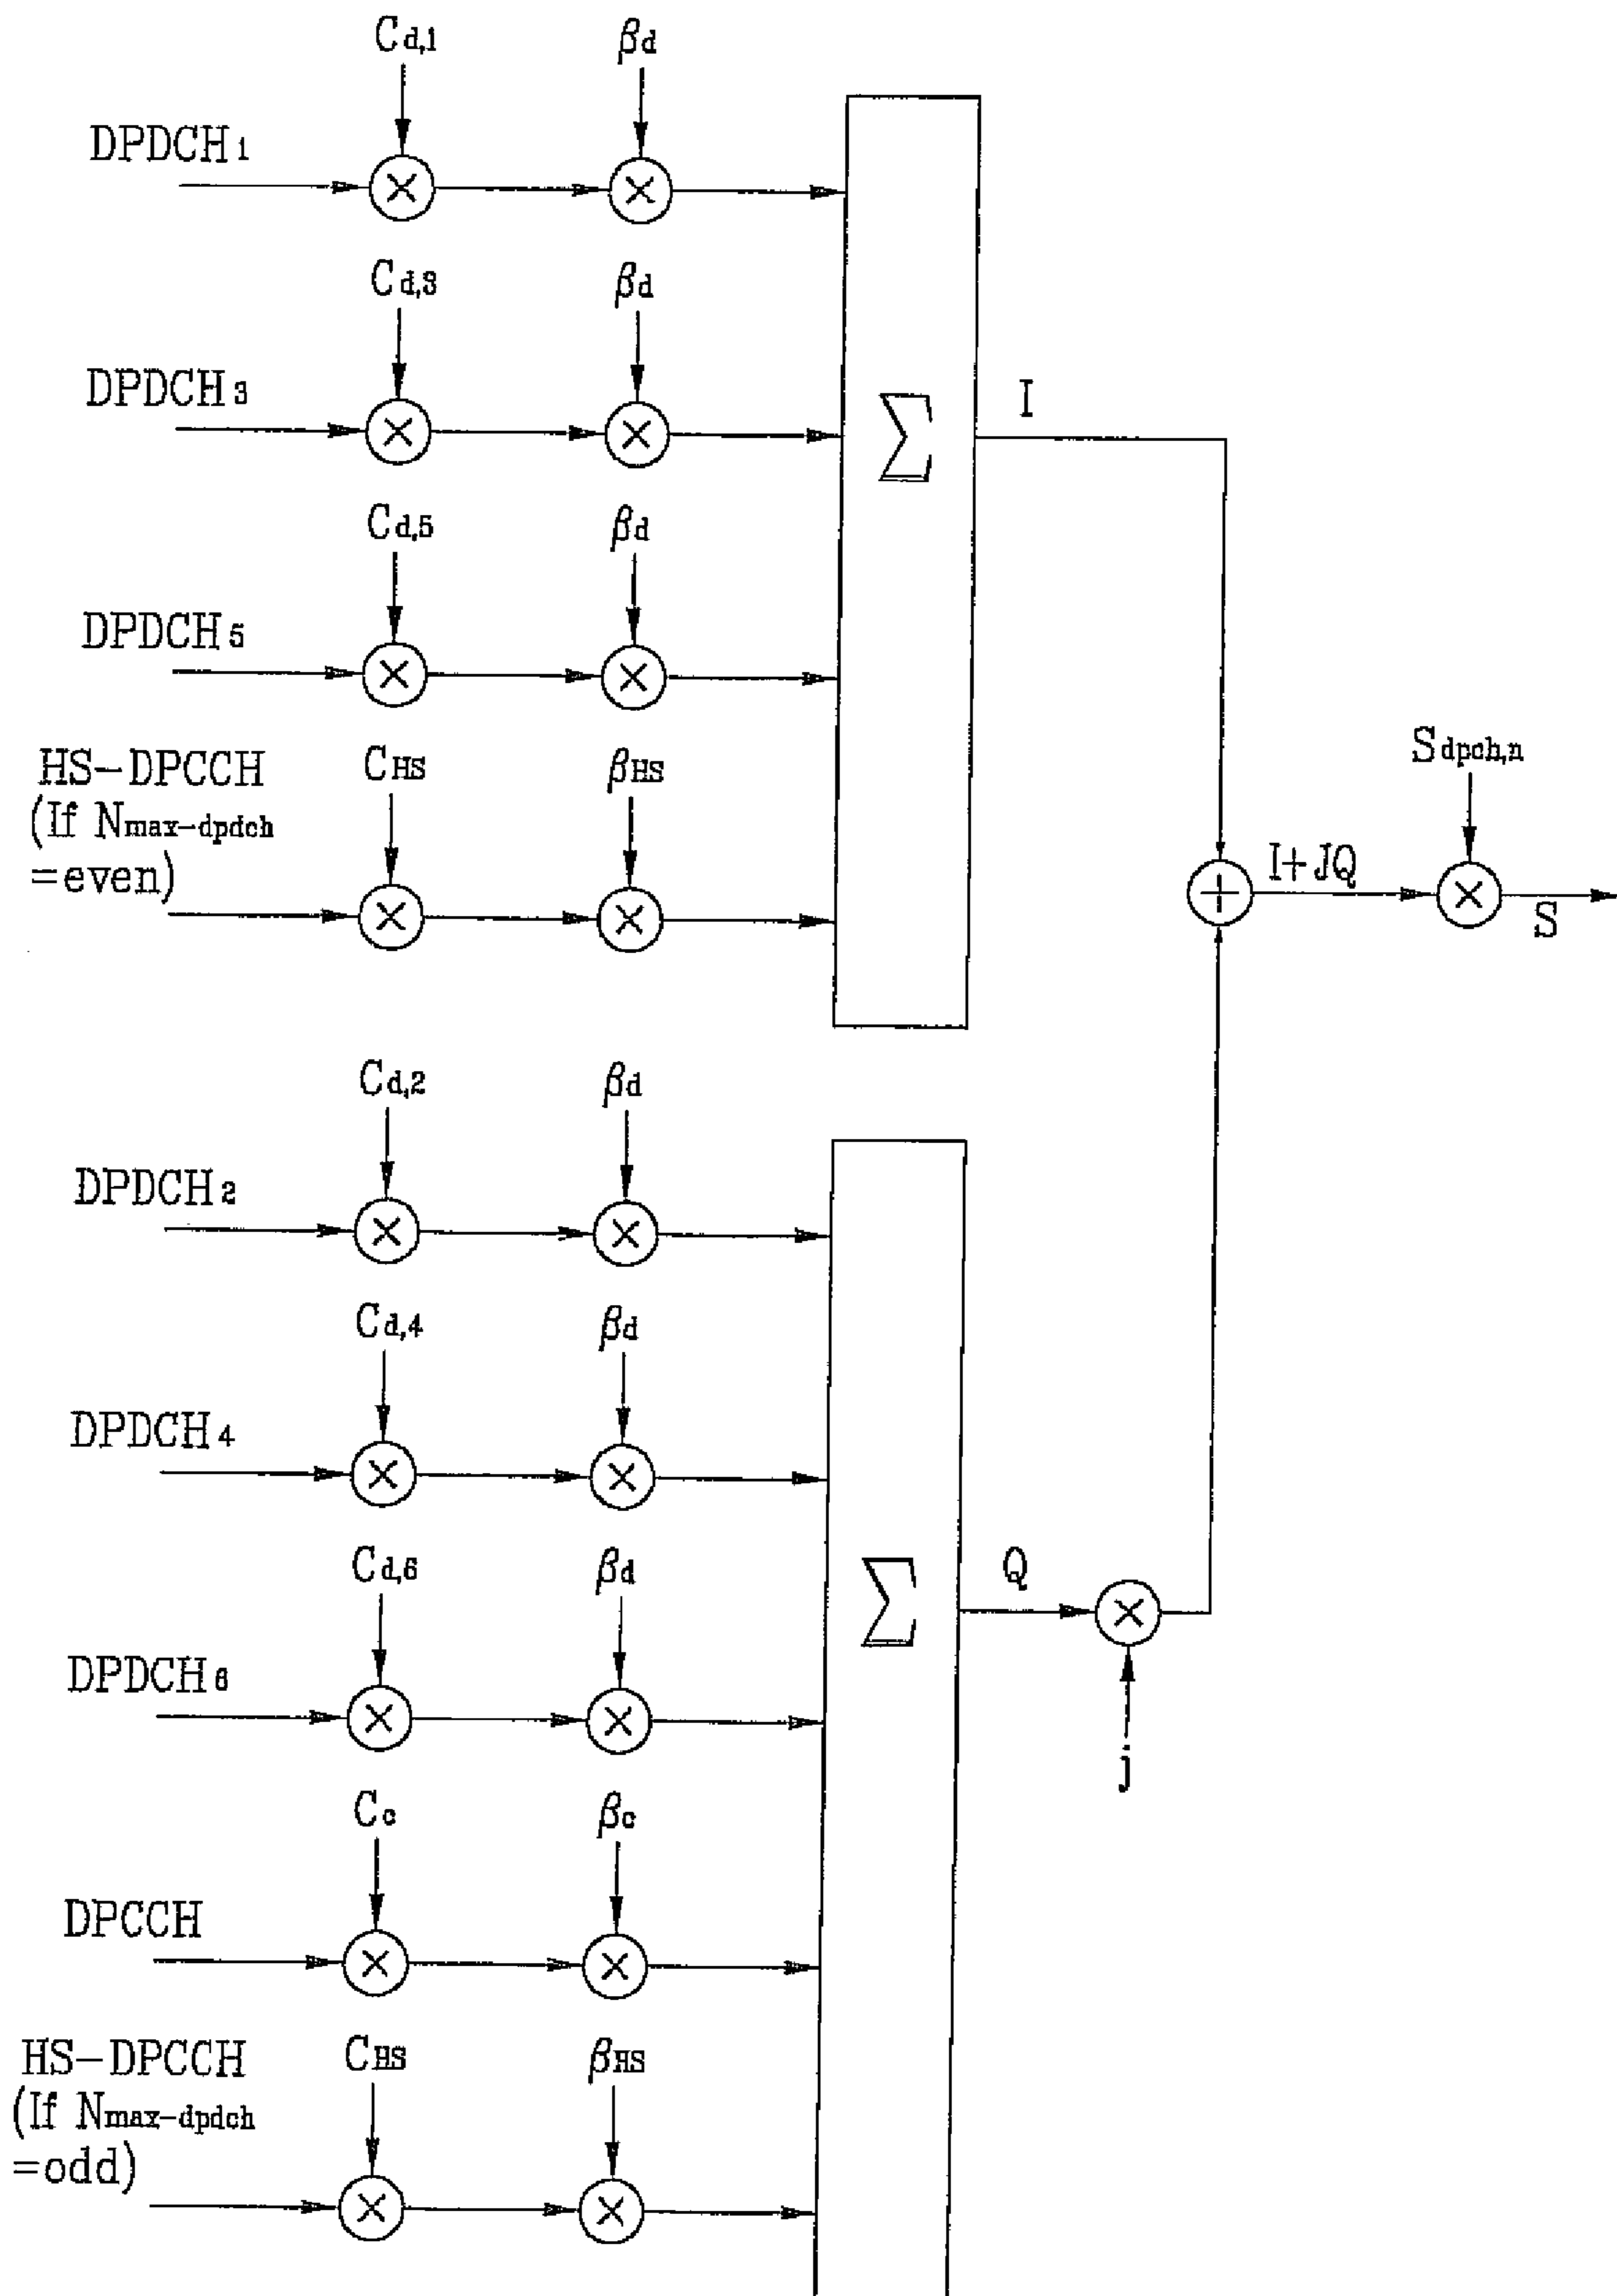 Cd,1 βd
DPDCH1
Cd,3 βd
DPDCH3
Σ
I
Cd,5 βd
DPDCH5
HS-DPCCH
(If Nmax-dpdch
=even)
CHS βHS
Sdpch,n
I+JQ
S
Cd,2 βd
DPDCH2
Cd,4 βd
DPDCH4
Cd,6 βd
DPDCH6
Σ
Q
j
Cc βc
DPCCH
HS-DPCCH
(If Nmax-dpdch
=odd)
CHS βHS